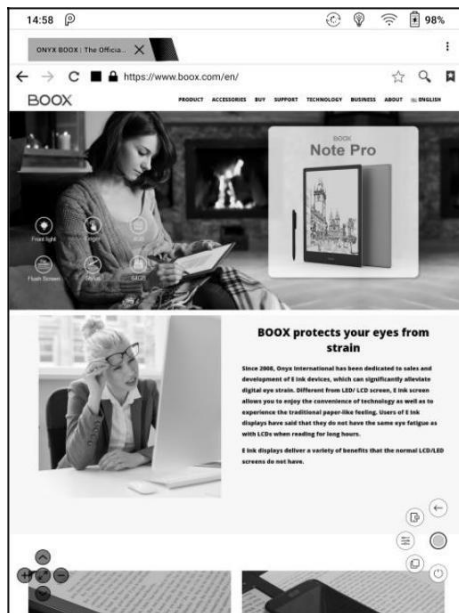 14:58
98%
ONYX BOOX | The Officia..
https://www.boox.com/en/
BOOX
PRODUCT ACCESSORIES BUY SUPPORT TECHNOLOGY BUSINESS ABOUT ENGLISH
BOOX
Note Pro
Front light
Flush Screen
BOOX protects your eyes from
strain
Since 2008, Onyx International has been dedicated to sales and
development of E Ink devices, which can significantly alleviate
digital eye strain. Different from LED/ LCD screen, E Ink screen
allows you to enjoy the convenience of technology as well as to
experience the traditional paper-like feeling. Users of E Ink
displays have said that they do not have the same eye fatigue as
with LCDs when reading for long hours.
E Ink displays deliver a variety of benefits that the normal LCD/LED
screens do not have.